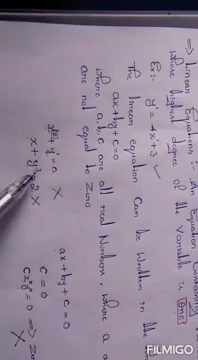 ⇒ Linear Equations :- An Equation Containing
whose highest degree of the Variable is One
Ex:- y = 4x + 3 ✓
The linear equation Can be Written in the
ax + by + c = 0
where a, b, c are all real Numbers, where a
are not equal to Zero
ax + by + c = 0
+ y = 0 X
c = 0
x + X
X
FILMIGO